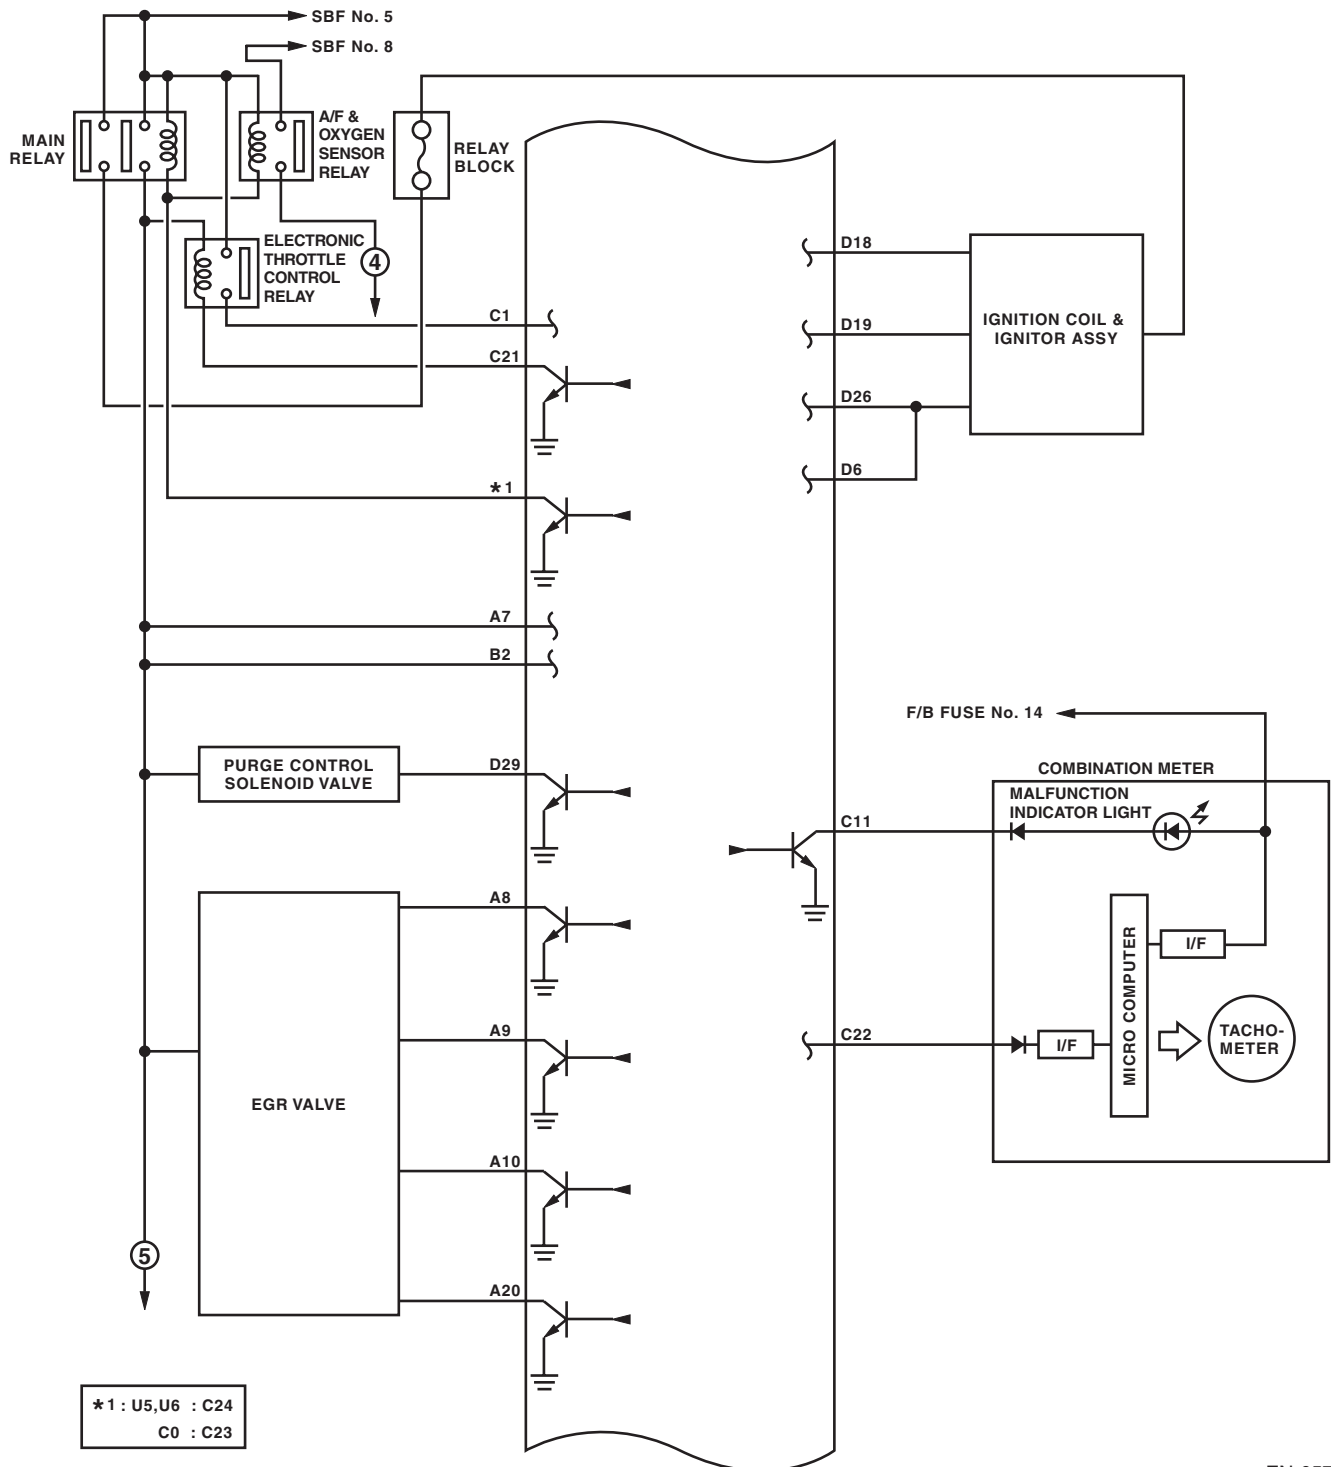 SBF No. 5
SBF No. 8
MAIN
RELAY
A/F &
OXYGEN
SENSOR
RELAY
RELAY
BLOCK
ELECTRONIC
THROTTLE
CONTROL
RELAY
4
C1
C21
*1
A7
B2
PURGE CONTROL
SOLENOID VALVE
D29
EGR VALVE
A8
A9
A10
A20
5
*1 : U5,U6 : C24
C0 : C23
D18
D19
D26
D6
IGNITION COIL &
IGNITOR ASSY
F/B FUSE No. 14
COMBINATION METER
MALFUNCTION
INDICATOR LIGHT
C11
I/F
MICRO COMPUTER
C22
I/F
TACHO-
METER